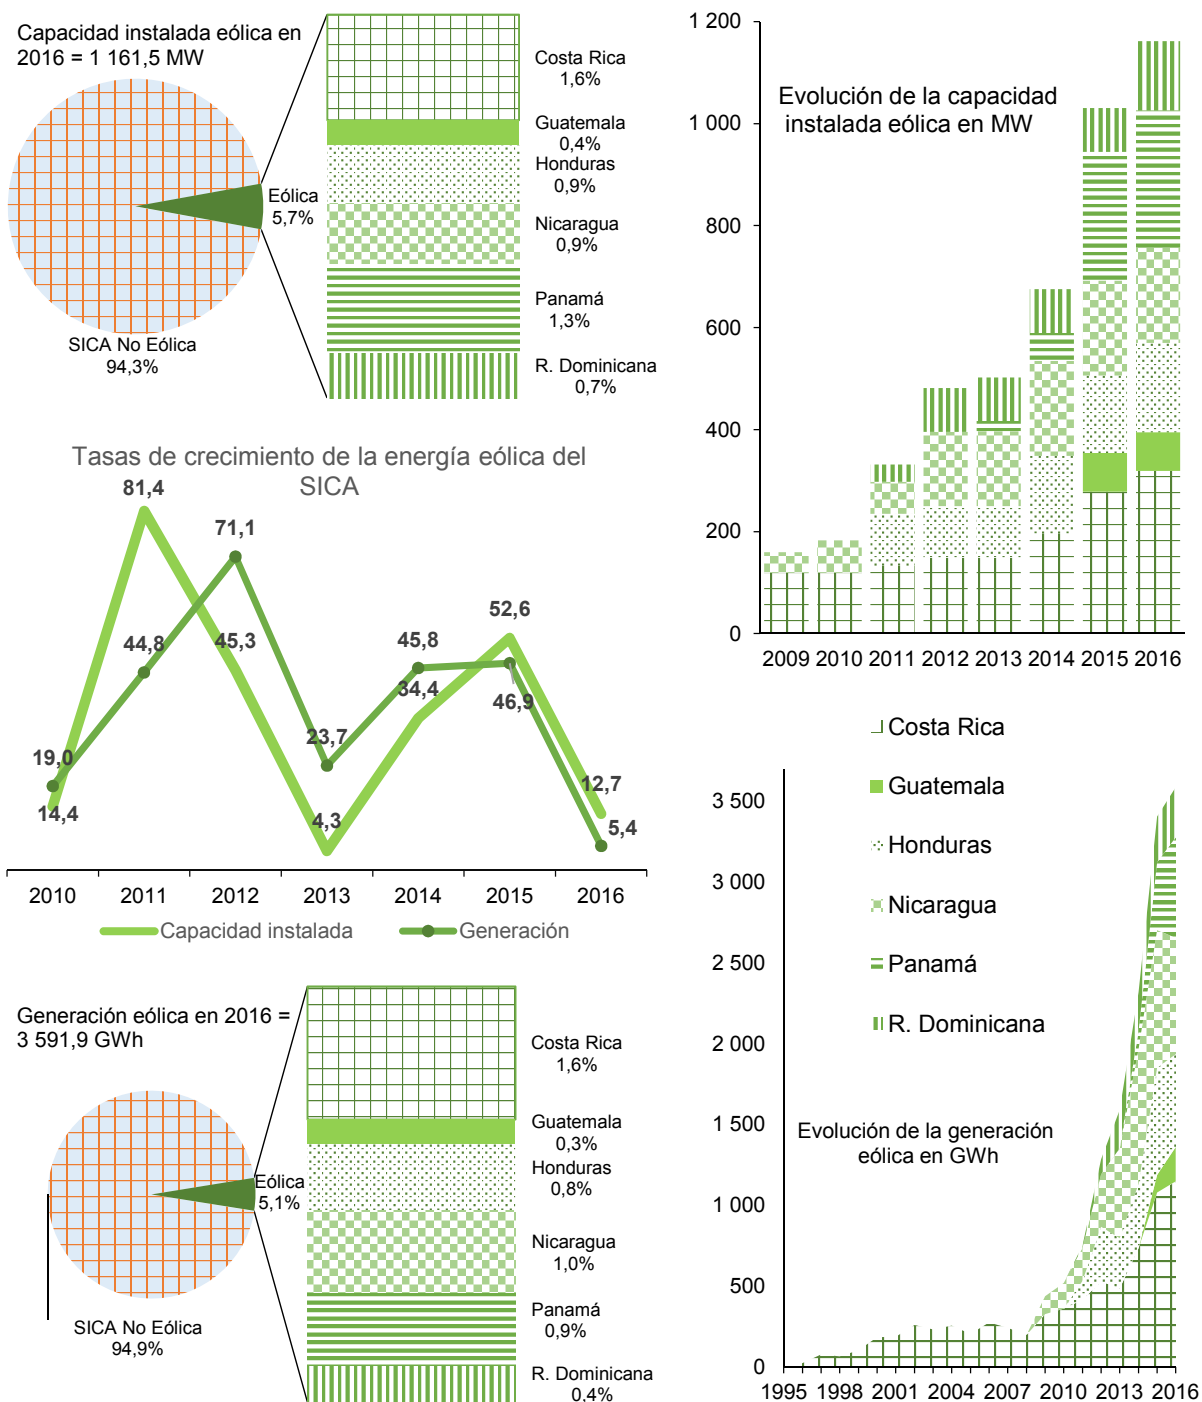 Capacidad instalada eólica en
2016 = 1 161,5 MW
Eólica
5,7%
SICA No Eólica
94,3%
Costa Rica
1,6%
Guatemala
0,4%
Honduras
0,9%
Nicaragua
0,9%
Panamá
1,3%
R. Dominicana
0,7%
Evolución de la capacidad
instalada eólica en MW
1 200
1 000
800
600
400
200
0
2009 2010 2011 2012 2013 2014 2015 2016
Tasas de crecimiento de la energía eólica del
SICA
81,4
71,1
52,6
44,8
45,3
45,8
46,9
34,4
19,0
23,7
14,4
4,3
12,7
5,4
2010 2011 2012 2013 2014 2015 2016
Capacidad instalada Generación
Costa Rica
Guatemala
Honduras
Nicaragua
Panamá
R. Dominicana
Generación eólica en 2016 =
3 591,9 GWh
Eólica
5,1%
SICA No Eólica
94,9%
Costa Rica
1,6%
Guatemala
0,3%
Honduras
0,8%
Nicaragua
1,0%
Panamá
0,9%
R. Dominicana
0,4%
Evolución de la generación
eólica en GWh
3 500
3 000
2 500
2 000
1 500
1 000
500
0
1995 1998 2001 2004 2007 2010 2013 2016